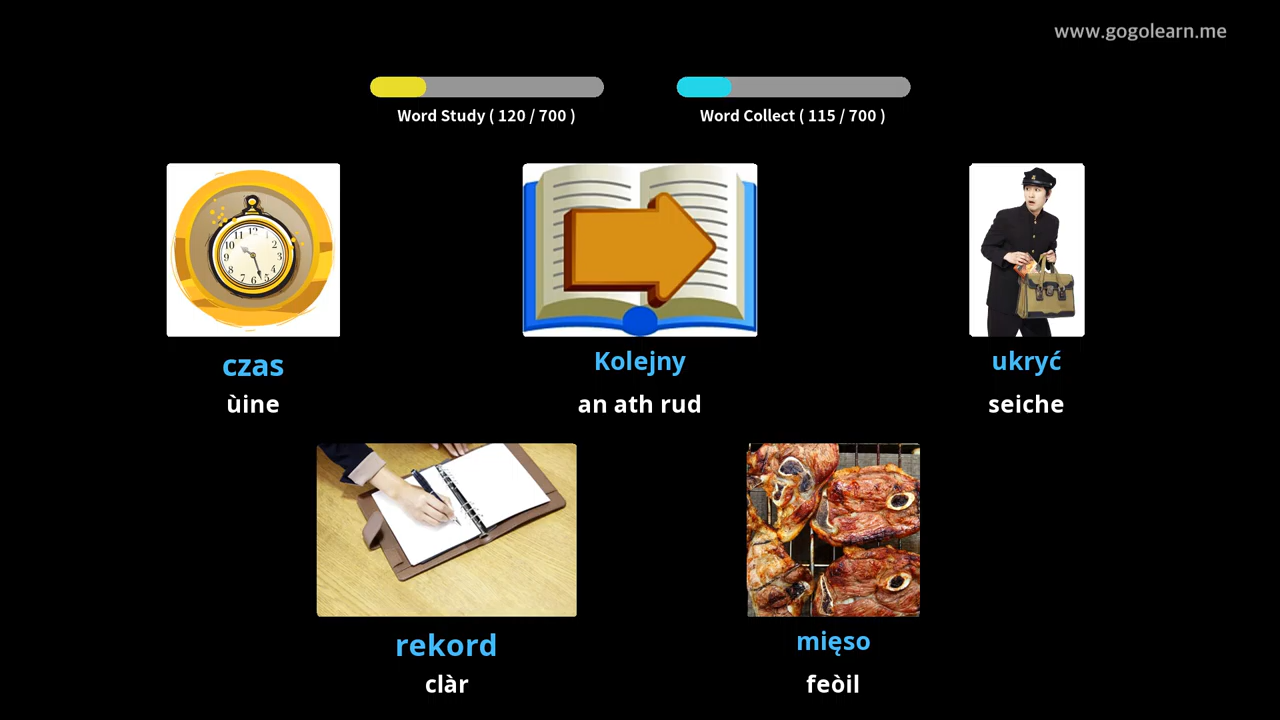 www.gogolearn.me
Word Study ( 120 / 700 )
Word Collect ( 115 / 700 )
czas
Kolejny
ukryć
ùine
an ath rud
seiche
rekord
mięso
clàr
feòil